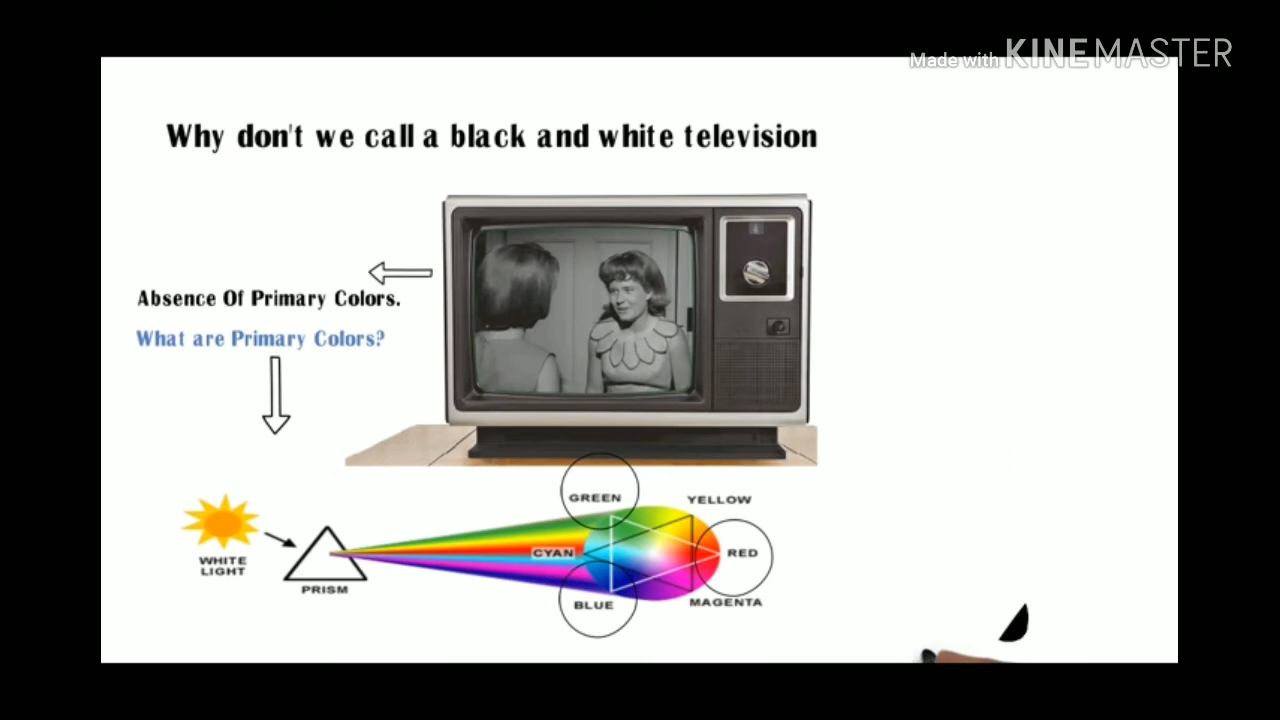 Made with KINEMASTER
Why don't we call a black and white television
Absence Of Primary Colors.
What are Primary Colors?
GREEN
YELLOW
WHITE
LIGHT
PRISM
CYAN
RED
BLUE
MAGENTA